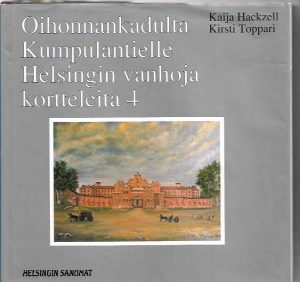 Oihonnankadulta
Kumpulantielle
Helsingin vanhoja
kortteleita 4
Kaija Hackzell
Kirsti Toppari
HELSINGIN SANOMAT